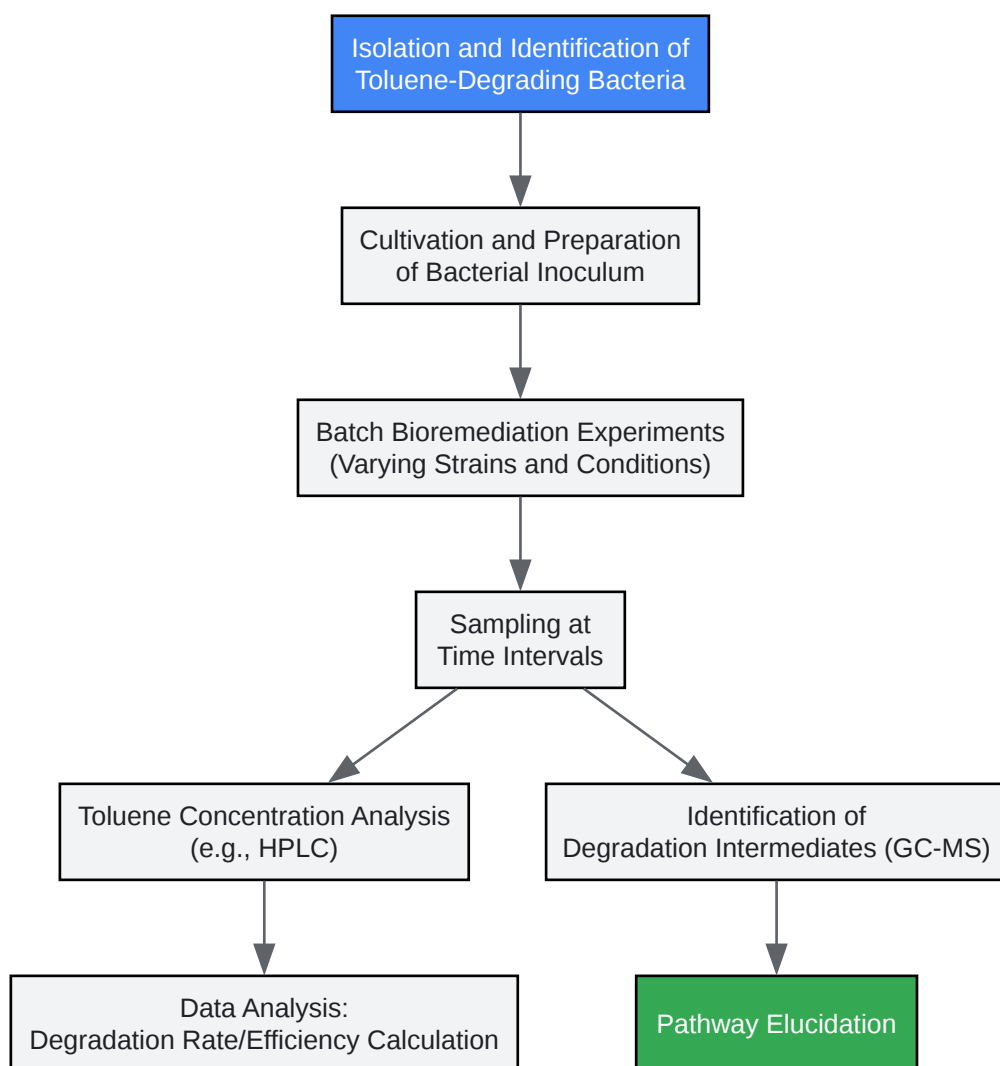 Isolation and Identification of
Toluene-Degrading Bacteria
Cultivation and Preparation
of Bacterial Inoculum
Batch Bioremediation Experiments
(Varying Strains and Conditions)
Sampling at
Time Intervals
Toluene Concentration Analysis
(e.g., HPLC)
Identification of
Degradation Intermediates (GC-MS)
Data Analysis:
Degradation Rate/Efficiency Calculation
Pathway Elucidation